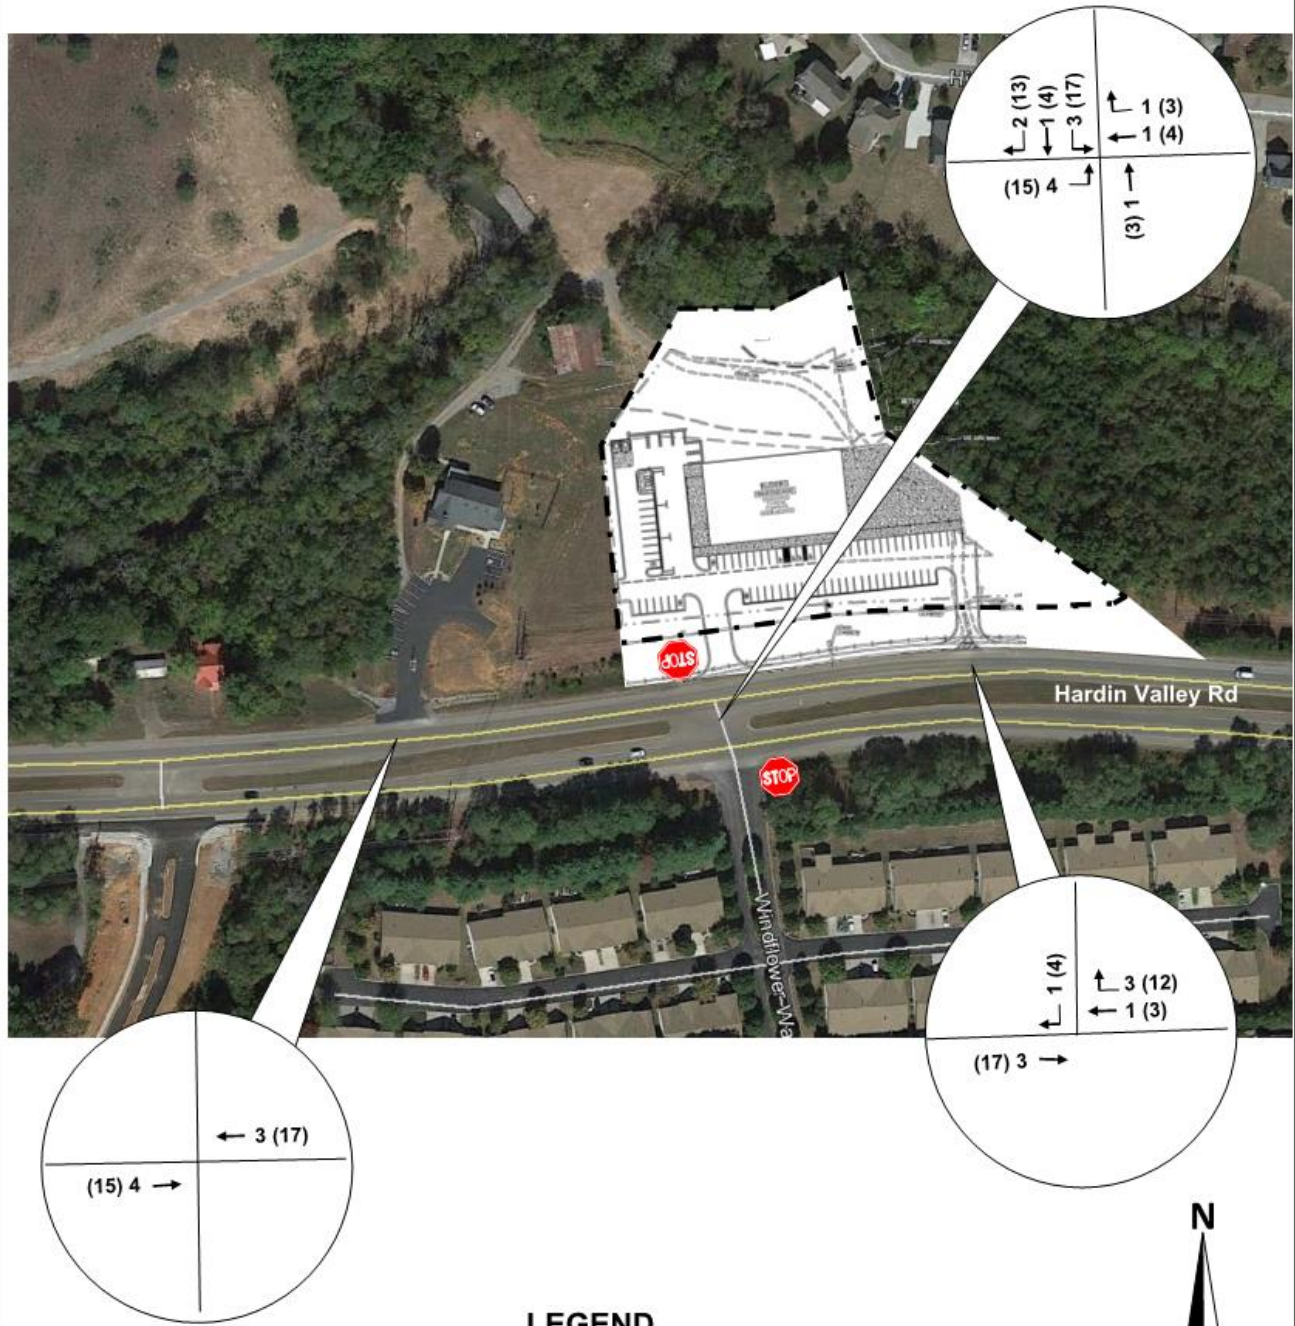 2 (13)
1 (4)
3 (17)
1 (3)
1 (4)
(15) 4
(3) 1
STOP
Hardin Valley Rd
STOP
Windflower Wa
1 (4)
3 (12)
1 (3)
(17) 3
3 (17)
(15) 4
N
LEGEND